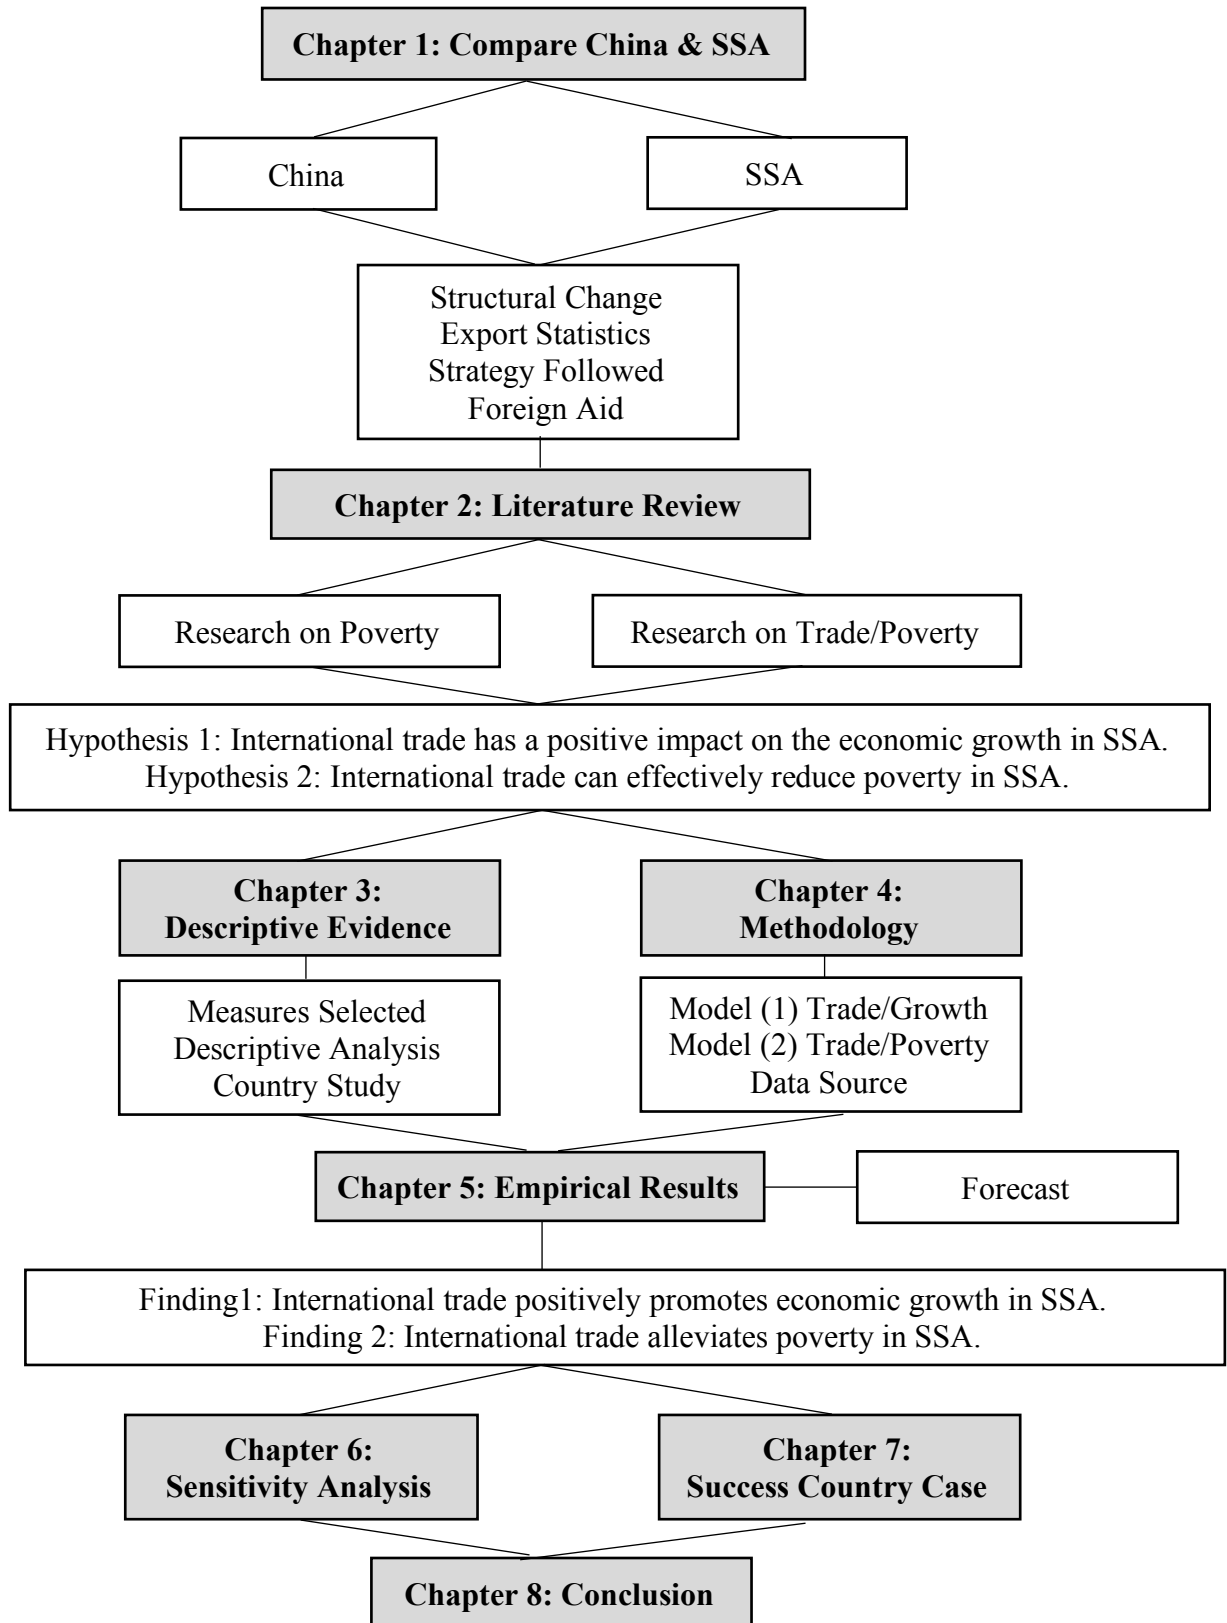 Chapter 1: Compare China & SSA
China
SSA
Structural Change
Export Statistics
Strategy Followed
Foreign Aid
Chapter 2: Literature Review
Research on Poverty
Research on Trade/Poverty
Hypothesis 1: International trade has a positive impact on the economic growth in SSA.
Hypothesis 2: International trade can effectively reduce poverty in SSA.
Chapter 3:
Descriptive Evidence
Chapter 4:
Methodology
Measures Selected
Descriptive Analysis
Country Study
Model (1) Trade/Growth
Model (2) Trade/Poverty
Data Source
Chapter 5: Empirical Results
Forecast
Finding1: International trade positively promotes economic growth in SSA.
Finding 2: International trade alleviates poverty in SSA.
Chapter 6:
Sensitivity Analysis
Chapter 7:
Success Country Case
Chapter 8: Conclusion